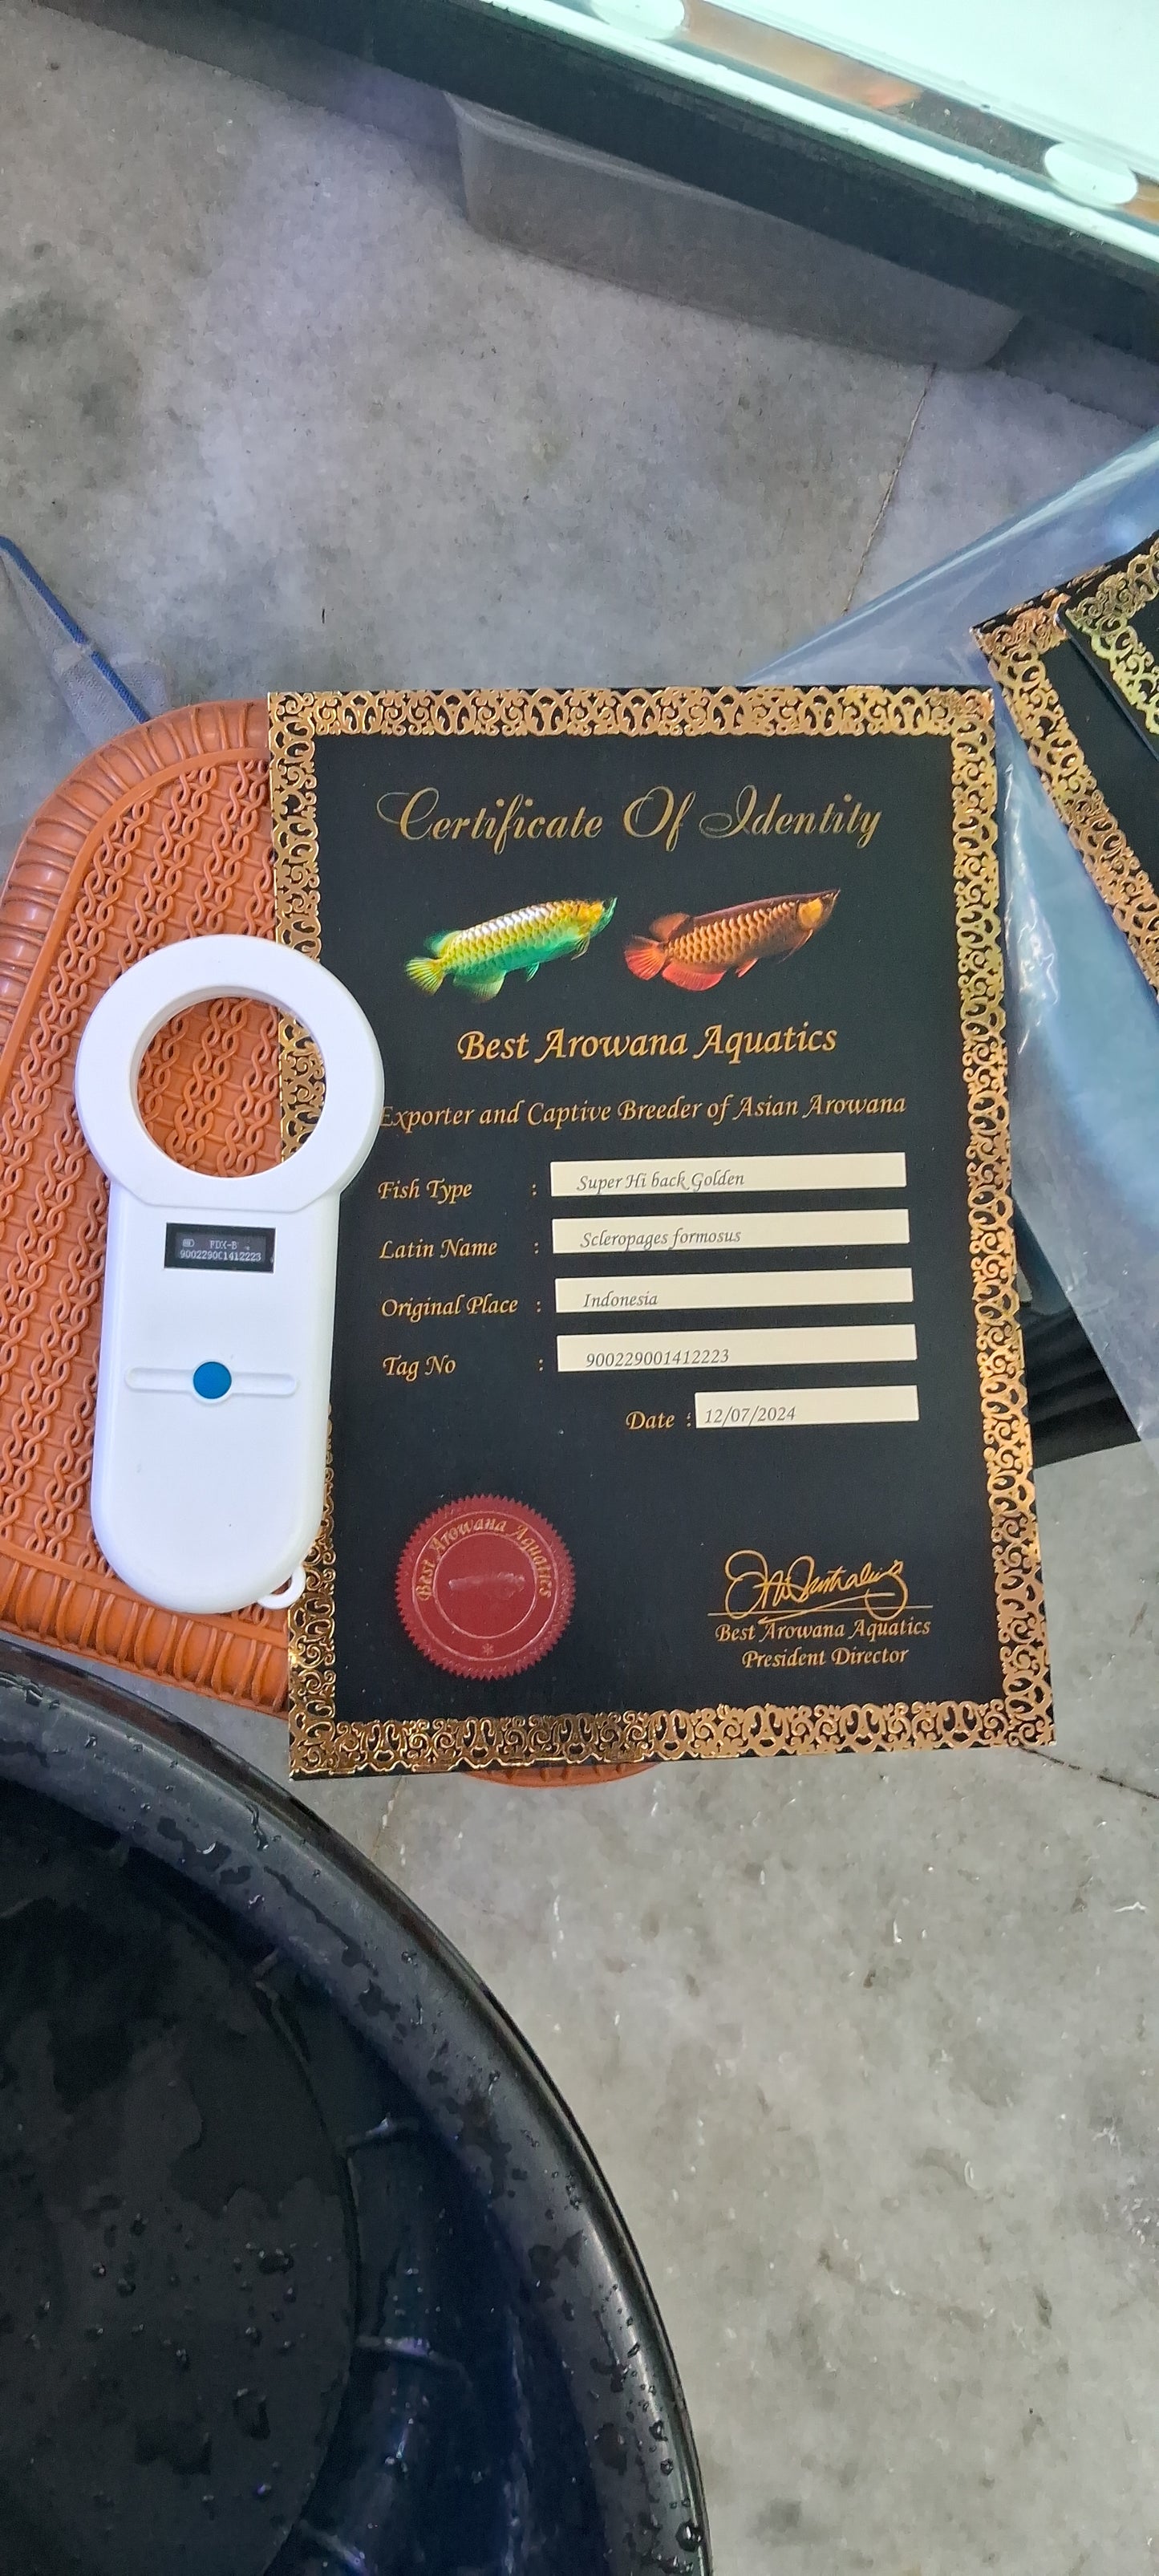 Certificate Of Identity
Best Arowana Aquatics
Exporter and Captive Breeder of Asian Arowana
Fish Type : Super Hi back Golden
Latin Name : Scleropages formosus
Original Place : Indonesia
Tag No : 900229001412223
Date : 12/07/2024
FDX-B
900229001412223
Best Arowana Aquatics
Best Arowana Aquatics
President Director